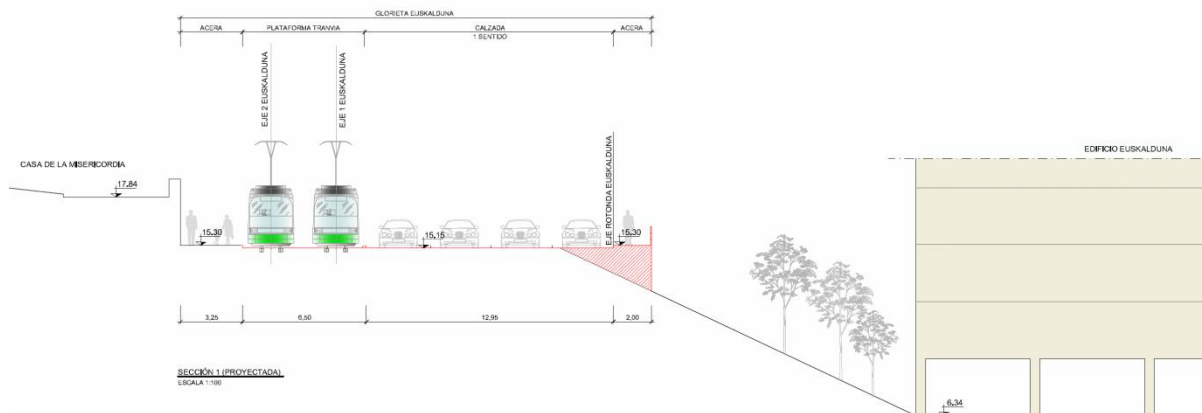 GLORIETA EUSKALDUNA
ACERA
PLATAFORMA TRANVIA
CALZADA
ACERA
1 SENTIDO
EJE 2 EUSKALDUNA
EJE 1 EUSKALDUNA
EJE ROTONDA EUSKALDUNA
EDIFICIO EUSKALDUNA
CASA DE LA MISERICORDIA
17.84
15.30
15.15
15.30
3,25
6,50
12,95
2,00
SECCIÓN 1 (PROYECTADA)
ESCALA 1:100
6.34